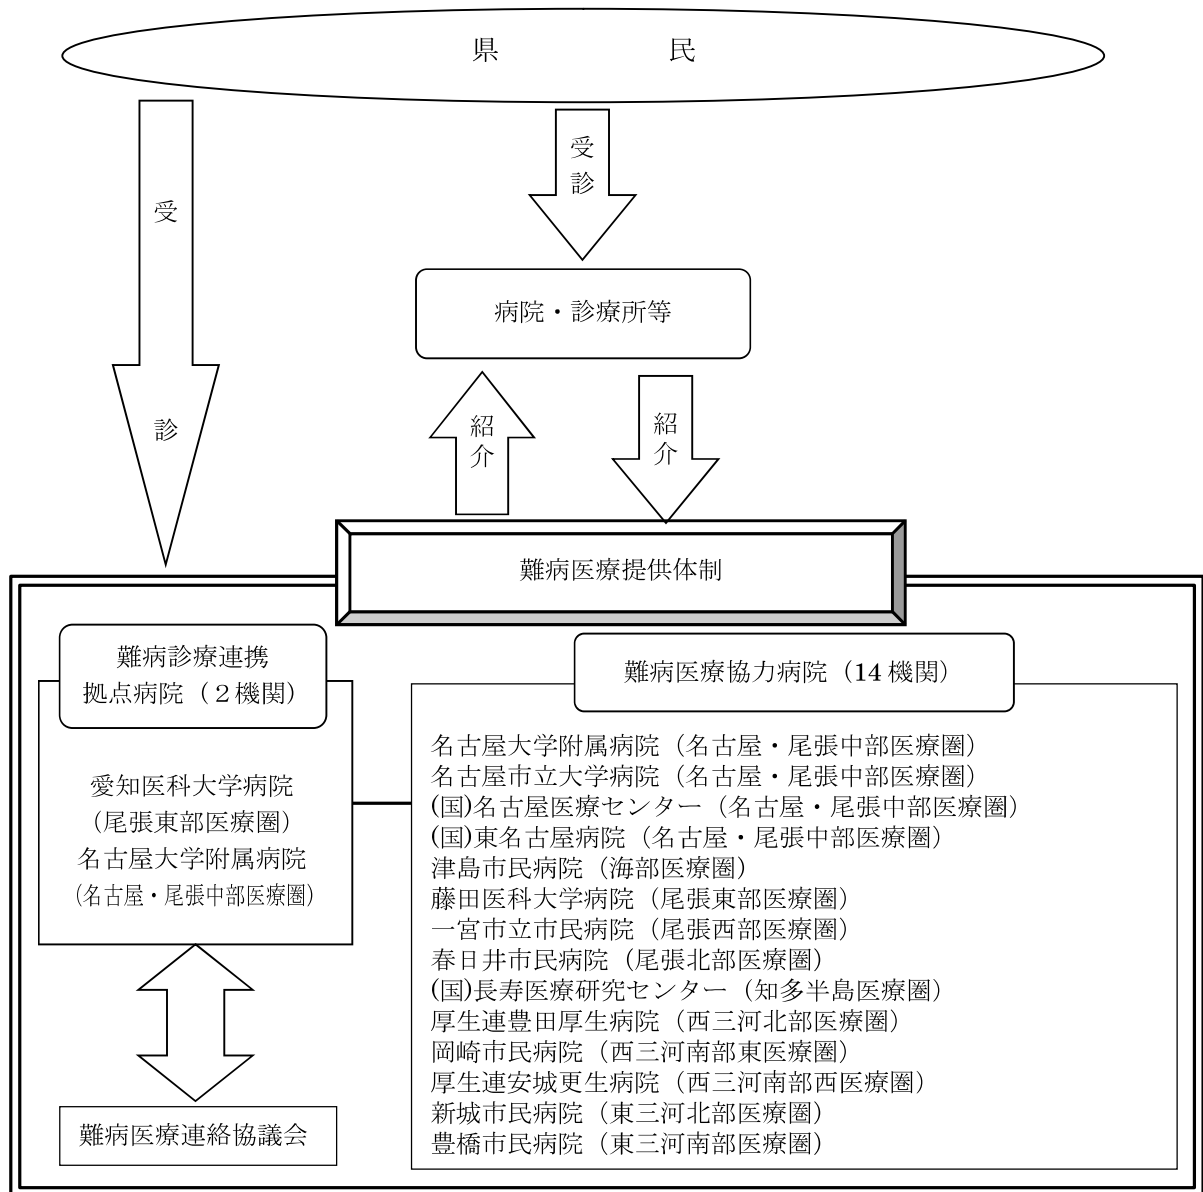 県　民
受診
受診
病院・診療所等
紹介
紹介
難病医療提供体制
難病診療連携
拠点病院（２機関）
愛知医科大学病院
（尾張東部医療圏）
名古屋大学附属病院
（名古屋・尾張中部医療圏）
難病医療連絡協議会
難病医療協力病院（14 機関）
名古屋大学附属病院（名古屋・尾張中部医療圏）
名古屋市立大学病院（名古屋・尾張中部医療圏）
(国)名古屋医療センター（名古屋・尾張中部医療圏）
(国)東名古屋病院（名古屋・尾張中部医療圏）
津島市民病院（海部医療圏）
藤田医科大学病院（尾張東部医療圏）
一宮市立市民病院（尾張西部医療圏）
春日井市民病院（尾張北部医療圏）
(国)長寿医療研究センター（知多半島医療圏）
厚生連豊田厚生病院（西三河北部医療圏）
岡崎市民病院（西三河南部東医療圏）
厚生連安城更生病院（西三河南部西医療圏）
新城市民病院（東三河北部医療圏）
豊橋市民病院（東三河南部医療圏）